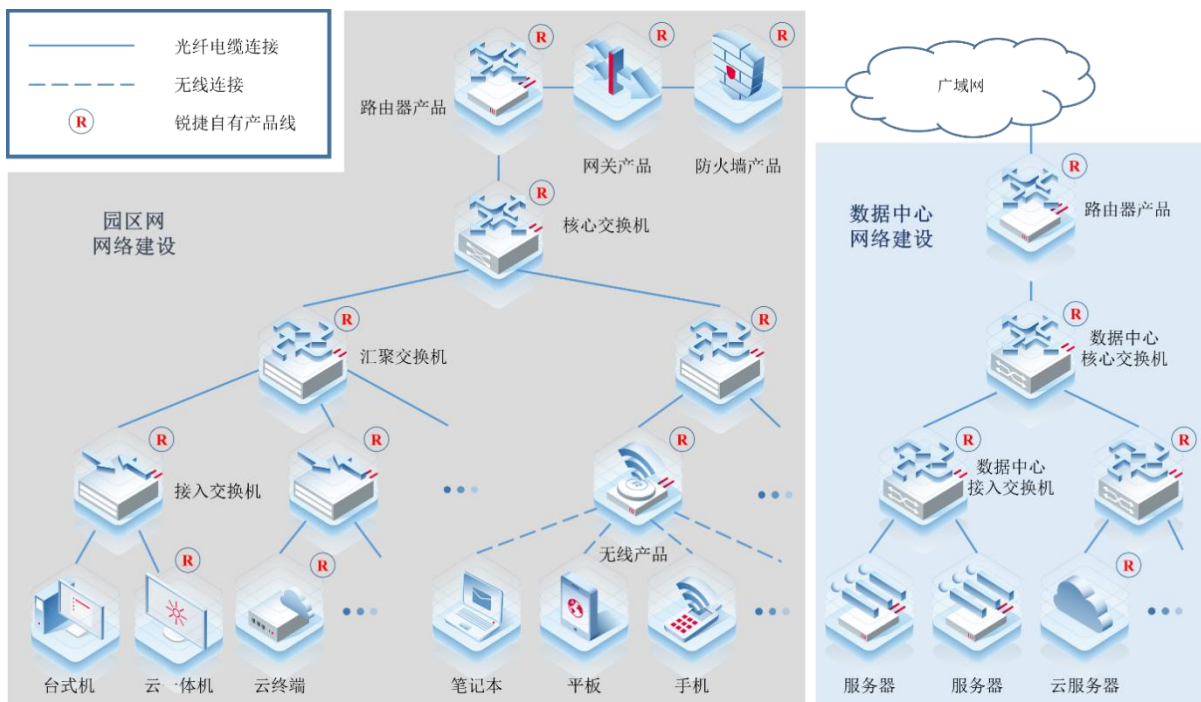 光纤电缆连接
无线连接
R
锐捷自有产品线
R
R
R
路由器产品
网关产品
防火墙产品
广域网
R
路由器产品
园区网
网络建设
R
核心交换机
数据中心
网络建设
R
汇聚交换机
R
R
数据中心
核心交换机
R
接入交换机
R
R
无线产品
R
数据中心
接入交换机
R
R
R
R
台式机
云一体机
云终端
笔记本
平板
手机
服务器
服务器
云服务器